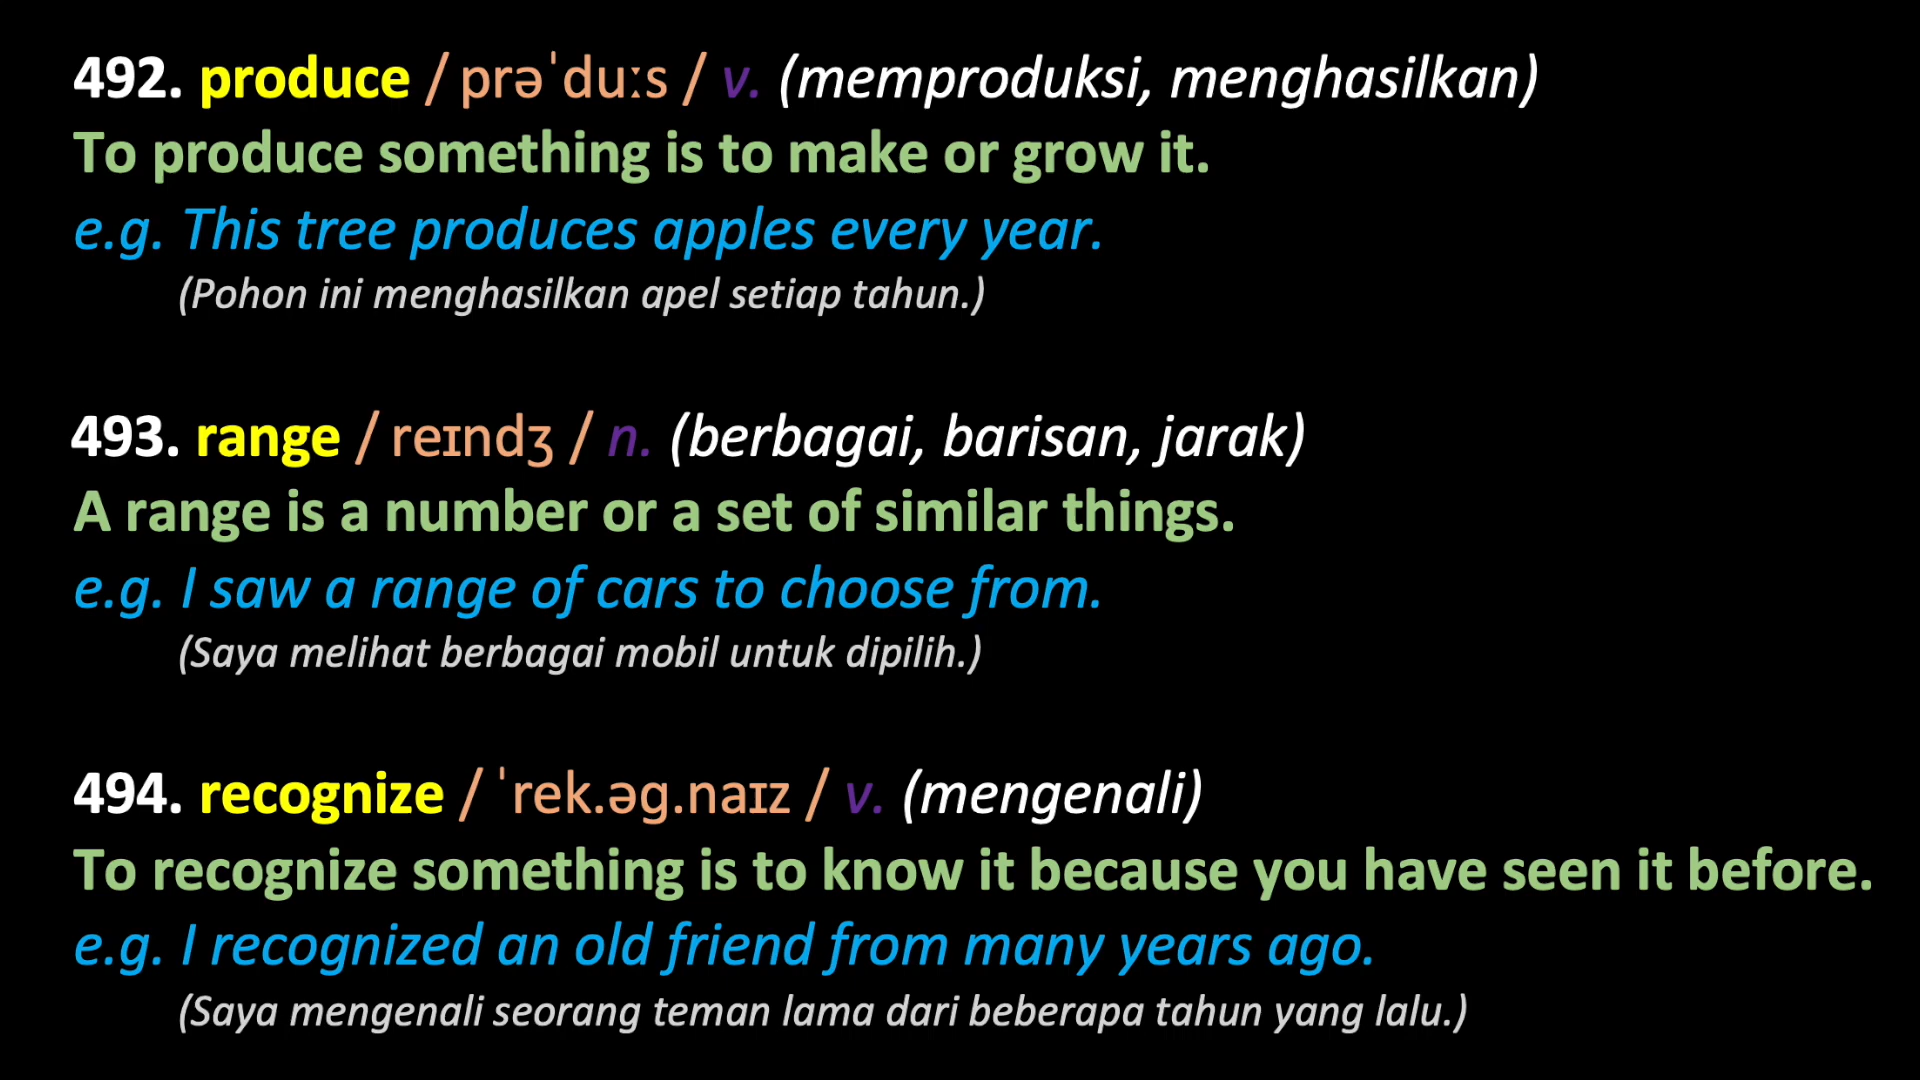 492. produce / prəˈduːs / v. (memproduksi, menghasilkan)
To produce something is to make or grow it.
e.g. This tree produces apples every year.
(Pohon ini menghasilkan apel setiap tahun.)
493. range / reɪndʒ / n. (berbagai, barisan, jarak)
A range is a number or a set of similar things.
e.g. I saw a range of cars to choose from.
(Saya melihat berbagai mobil untuk dipilih.)
494. recognize / ˈrek.əg.naɪz / v. (mengenali)
To recognize something is to know it because you have seen it before.
e.g. I recognized an old friend from many years ago.
(Saya mengenali seorang teman lama dari beberapa tahun yang lalu.)